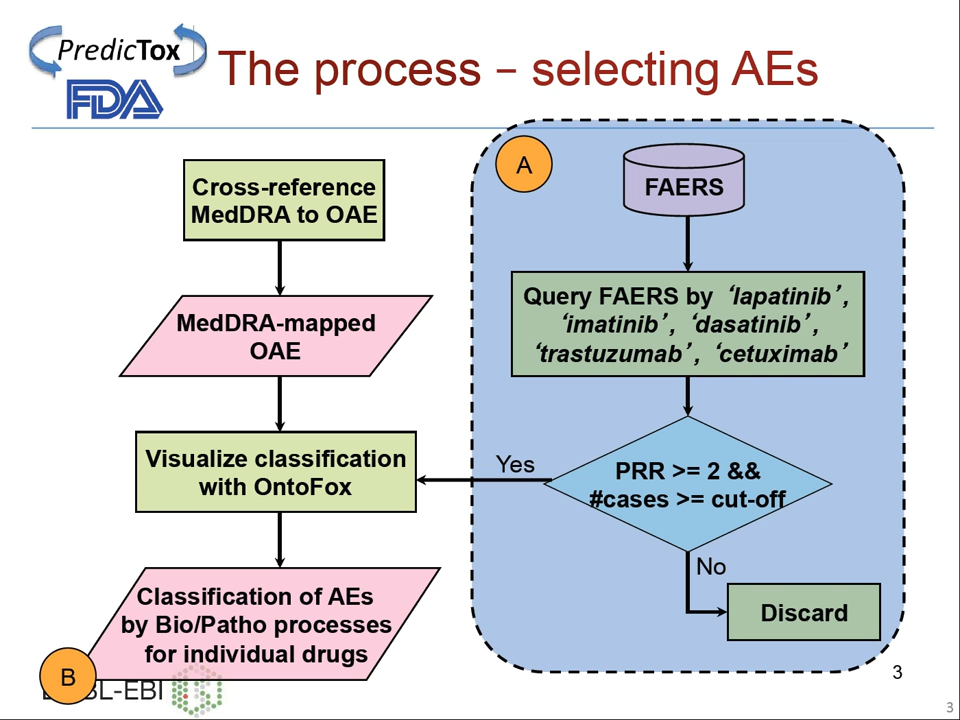 PredicTox
FDA
The process – selecting AEs
A
FAERS
Cross-reference
MedDRA to OAE
Query FAERS by ‘lapatinib’,
‘imatinib’, ‘dasatinib’,
‘trastuzumab’, ‘cetuximab’
MedDRA-mapped
OAE
Visualize classification
with OntoFox
Yes
PRR >= 2 &&
#cases >= cut-off
No
Discard
Classification of AEs
by Bio/Patho processes
for individual drugs
B
BL-EBI
3
3